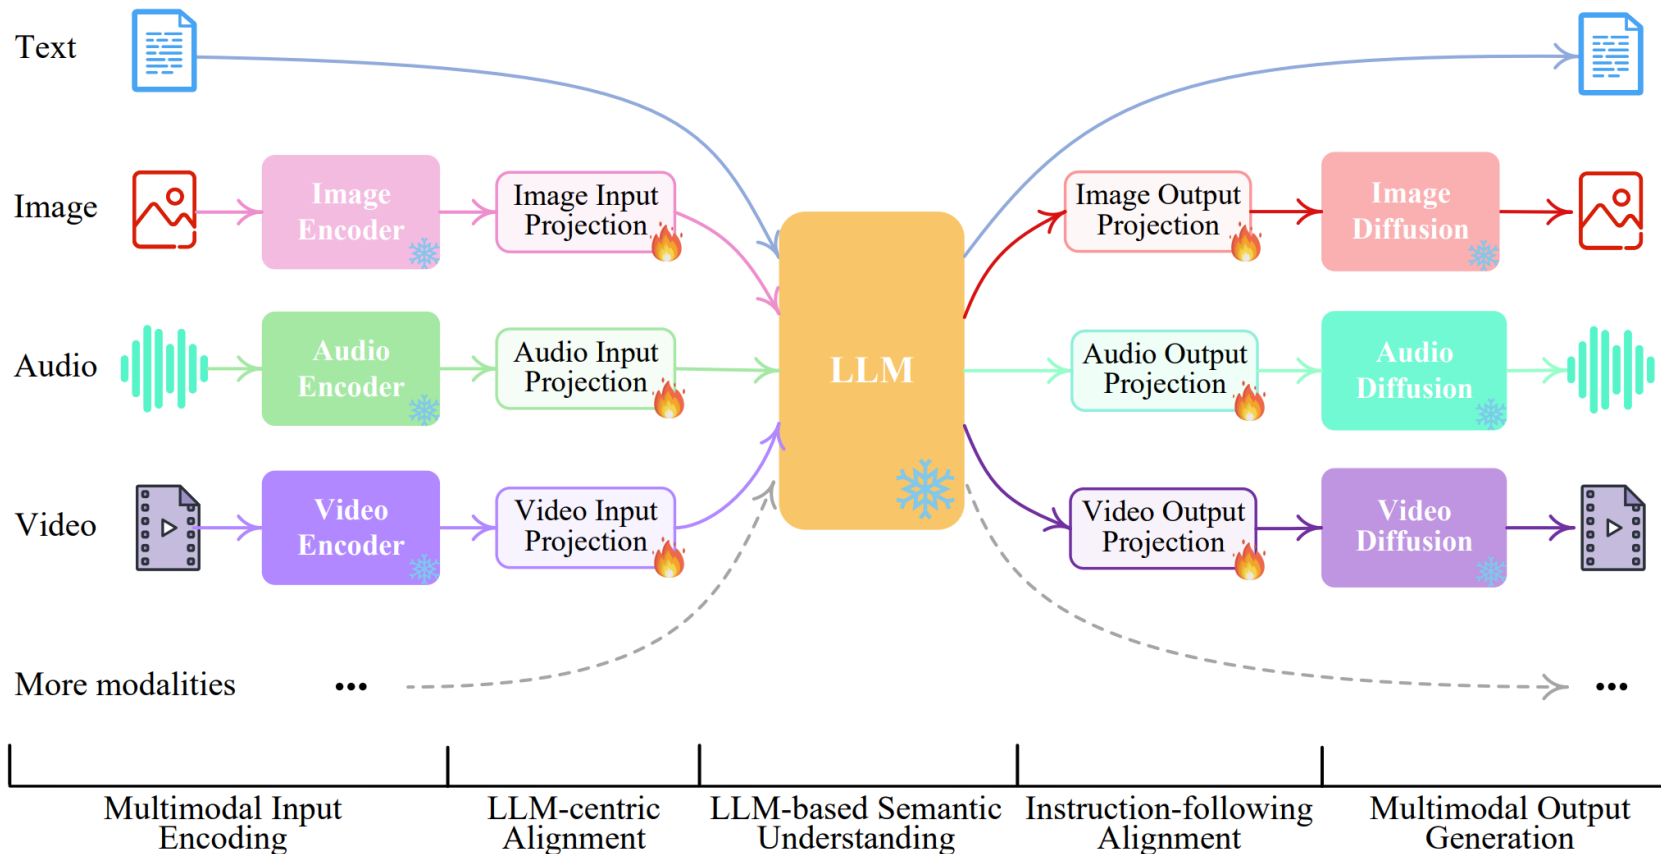 Text
Image
Image
Encoder
Image Input
Projection
Image Output
Projection
Image
Diffusion
Audio
Audio
Encoder
Audio Input
Projection
LLM
Audio Output
Projection
Audio
Diffusion
Video
Video
Encoder
Video Input
Projection
Video Output
Projection
Video
Diffusion
More modalities
...
...
Multimodal Input
Encoding
LLM-centric
Alignment
LLM-based Semantic
Understanding
Instruction-following
Alignment
Multimodal Output
Generation